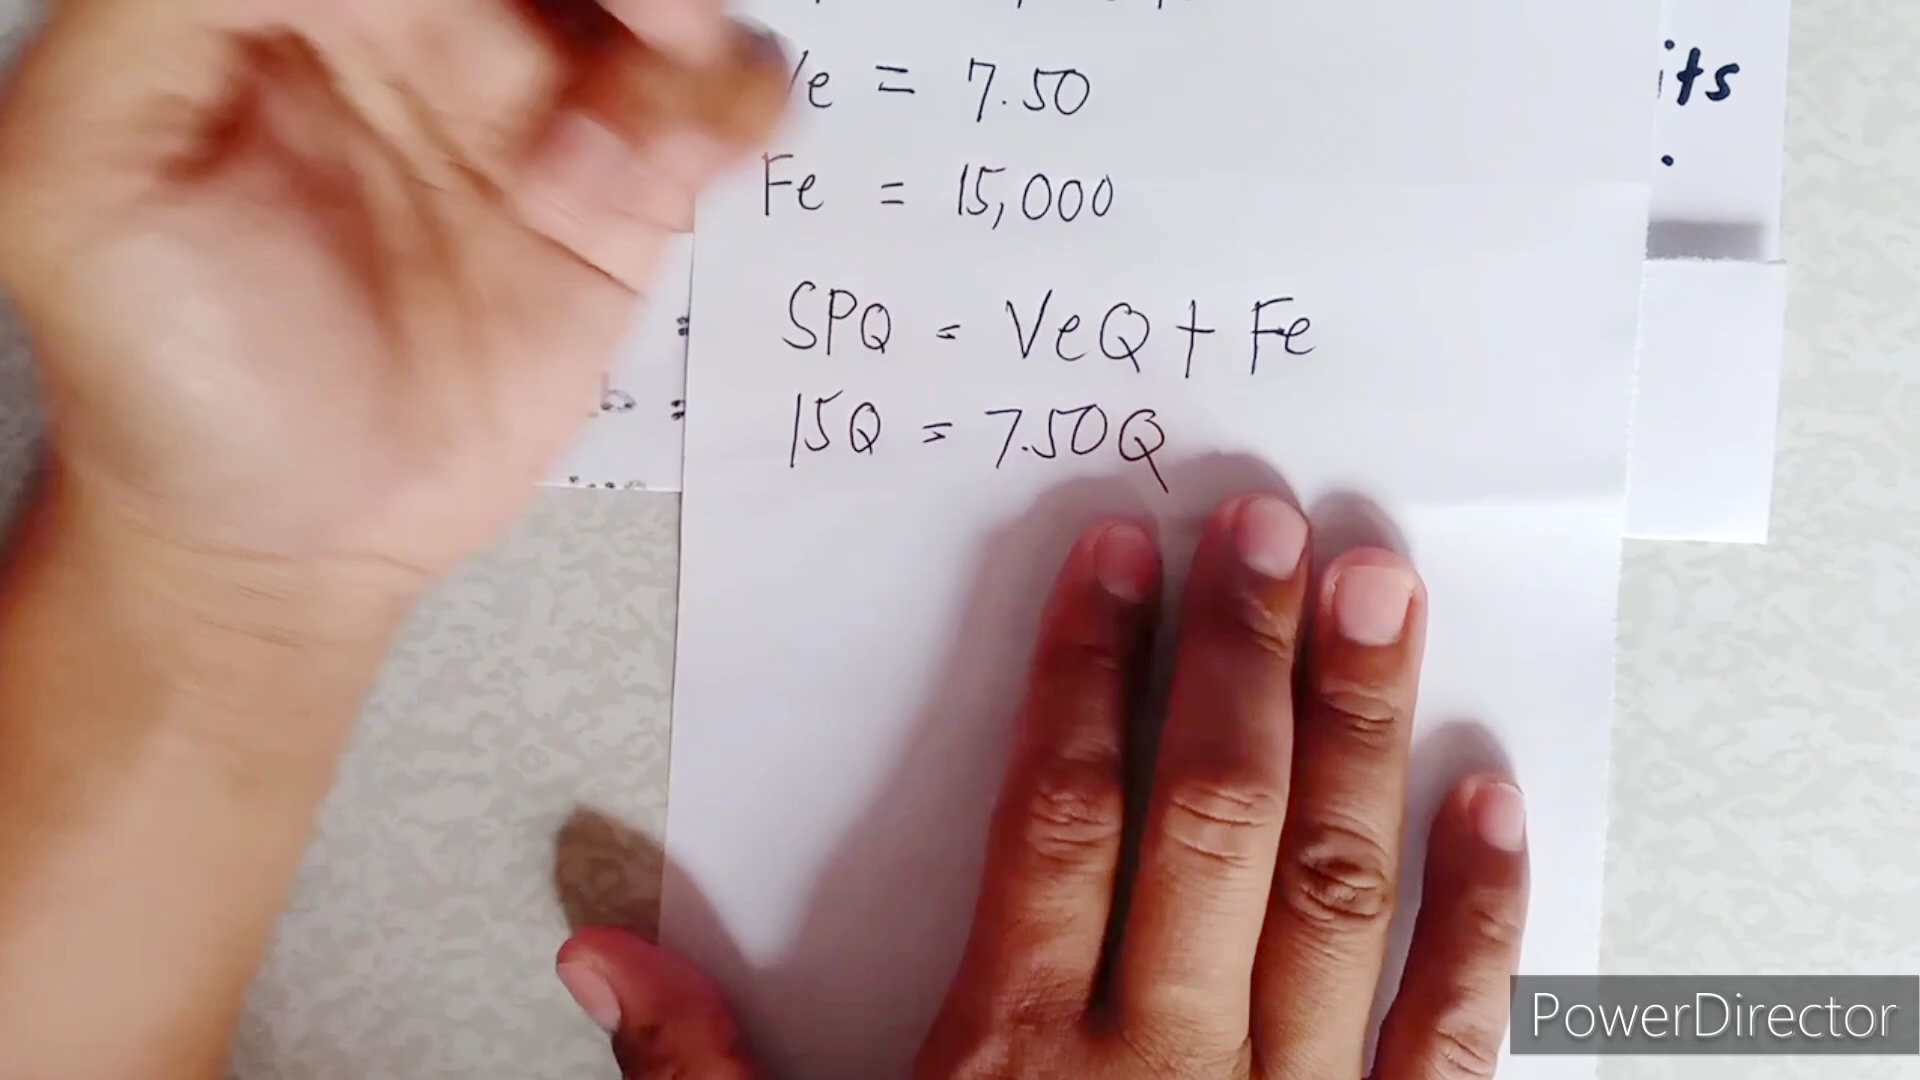 Ve = 7.50
its
Fe = 15,000
SPQ = VeQ + Fe
15Q = 7.50Q
PowerDirector